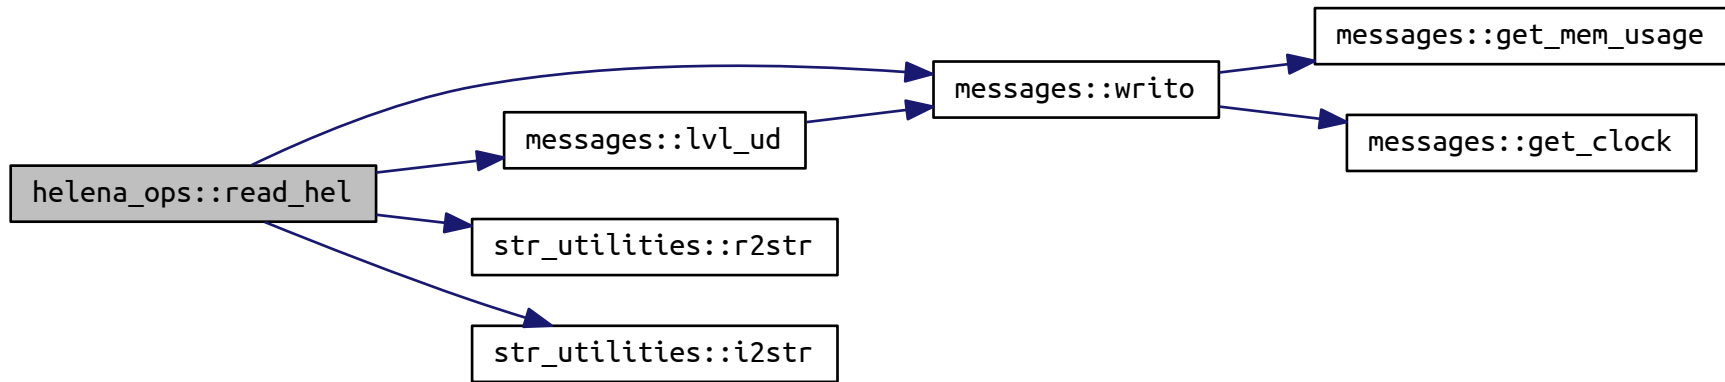 messages::get_mem_usage
messages::writo
messages::lvl_ud
messages::get_clock
helena_ops::read_hel
str_utilities::r2str
str_utilities::i2str